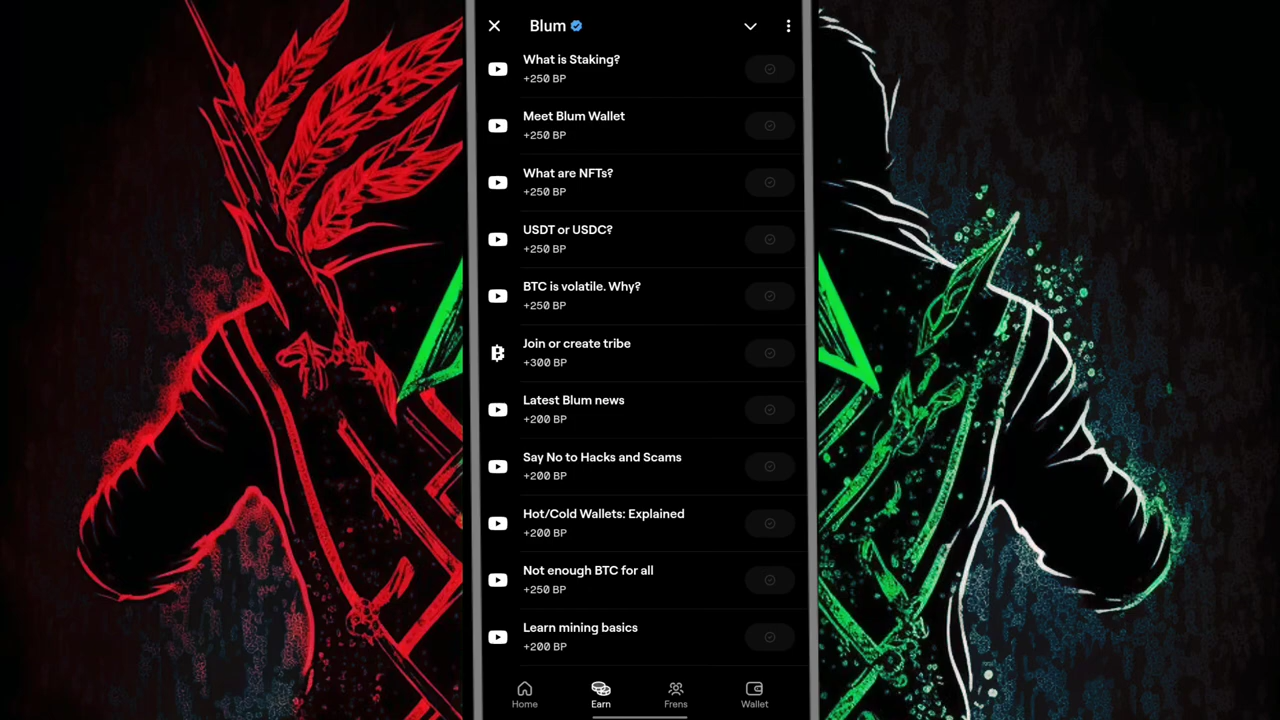 Blum
What is Staking?
+250 BP
Meet Blum Wallet
+250 BP
What are NFTs?
+250 BP
USDT or USDC?
+250 BP
BTC is volatile. Why?
+250 BP
Join or create tribe
+300 BP
Latest Blum news
+200 BP
Say No to Hacks and Scams
+200 BP
Hot/Cold Wallets: Explained
+200 BP
Not enough BTC for all
+250 BP
Learn mining basics
+200 BP
Home Earn Frens Wallet